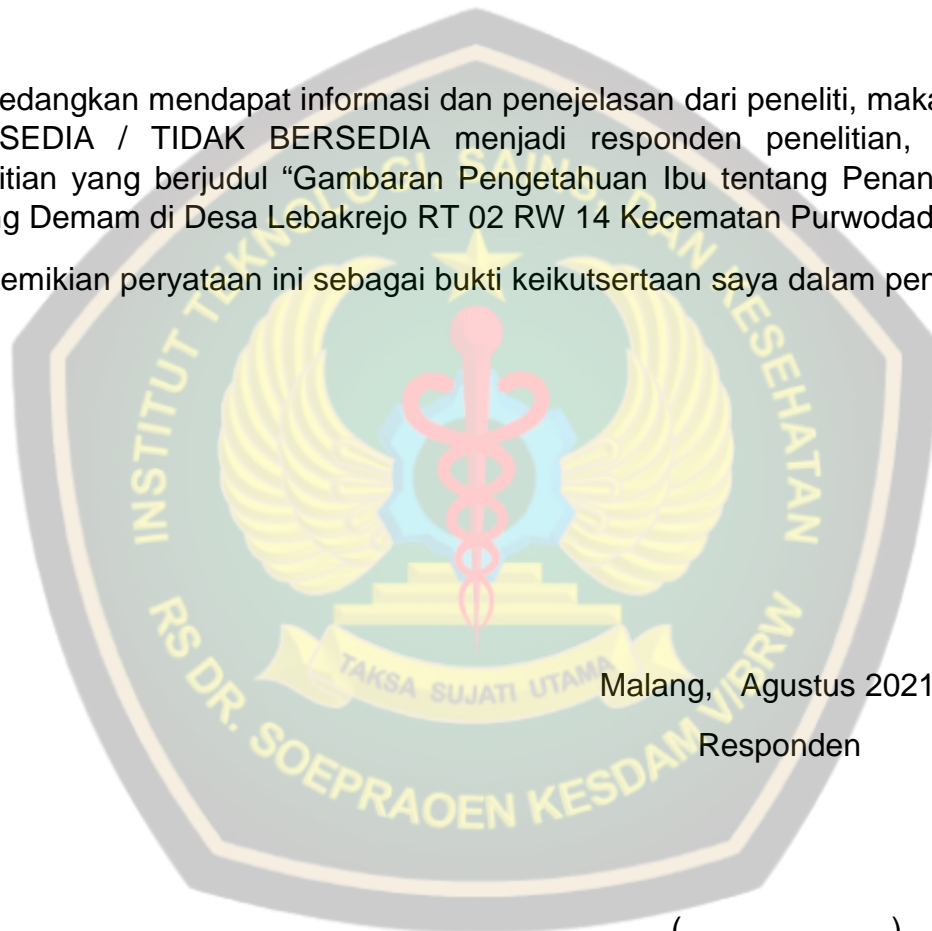 edangkan mendapat informasi dan penejelasan dari peneliti, maka
SEDIA / TIDAK BERSEDIA menjadi responden penelitian,
itian yang berjudul “Gambaran Pengetahuan Ibu tentang Penan
g Demam di Desa Lebakrejo RT 02 RW 14 Kecematan Purwodad
emikian peryataan ini sebagai bukti keikutsertaan saya dalam per
INSTITUT TEKNOLOGI, SAINS, DAN KESEHATAN
TAKSA SUJATI UTAMA
RS DR. SOEPRAOEN KESDAM V/BRW
Malang, Agustus 2021
Responden
( )